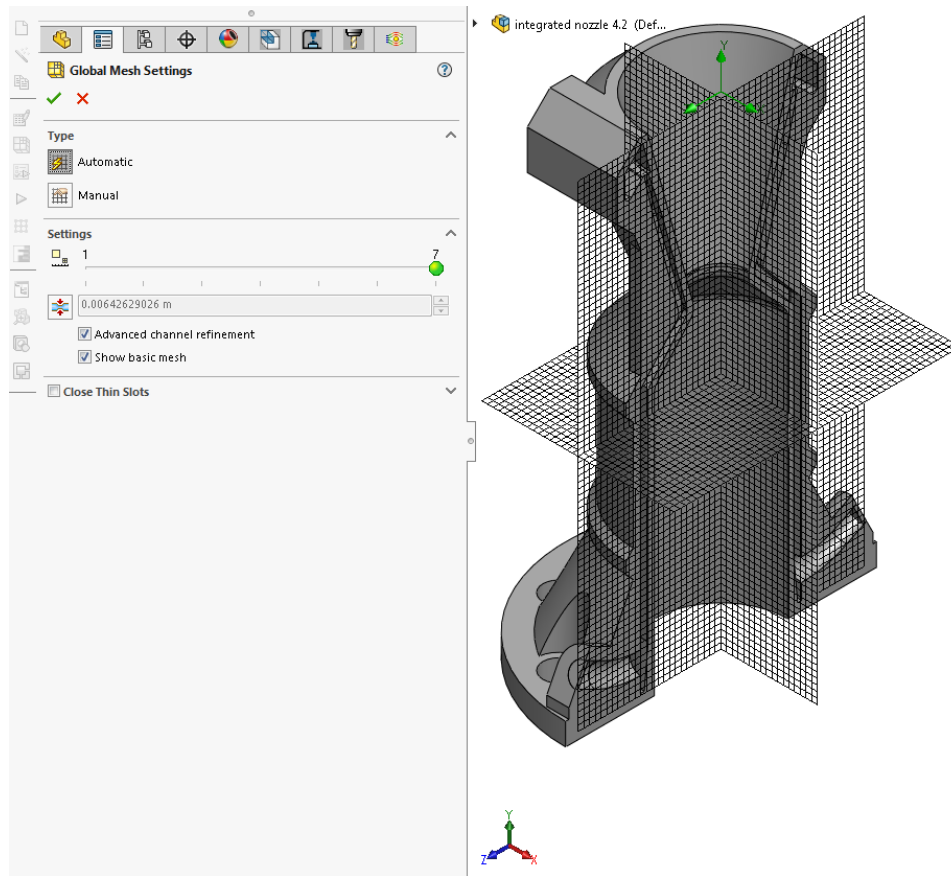 integrated nozzle 4.2 (Def...
Global Mesh Settings
Type
Automatic
Manual
Settings
1 7
0.00642629026 m
Advanced channel refinement
Show basic mesh
Close Thin Slots
Y
Y
Z X